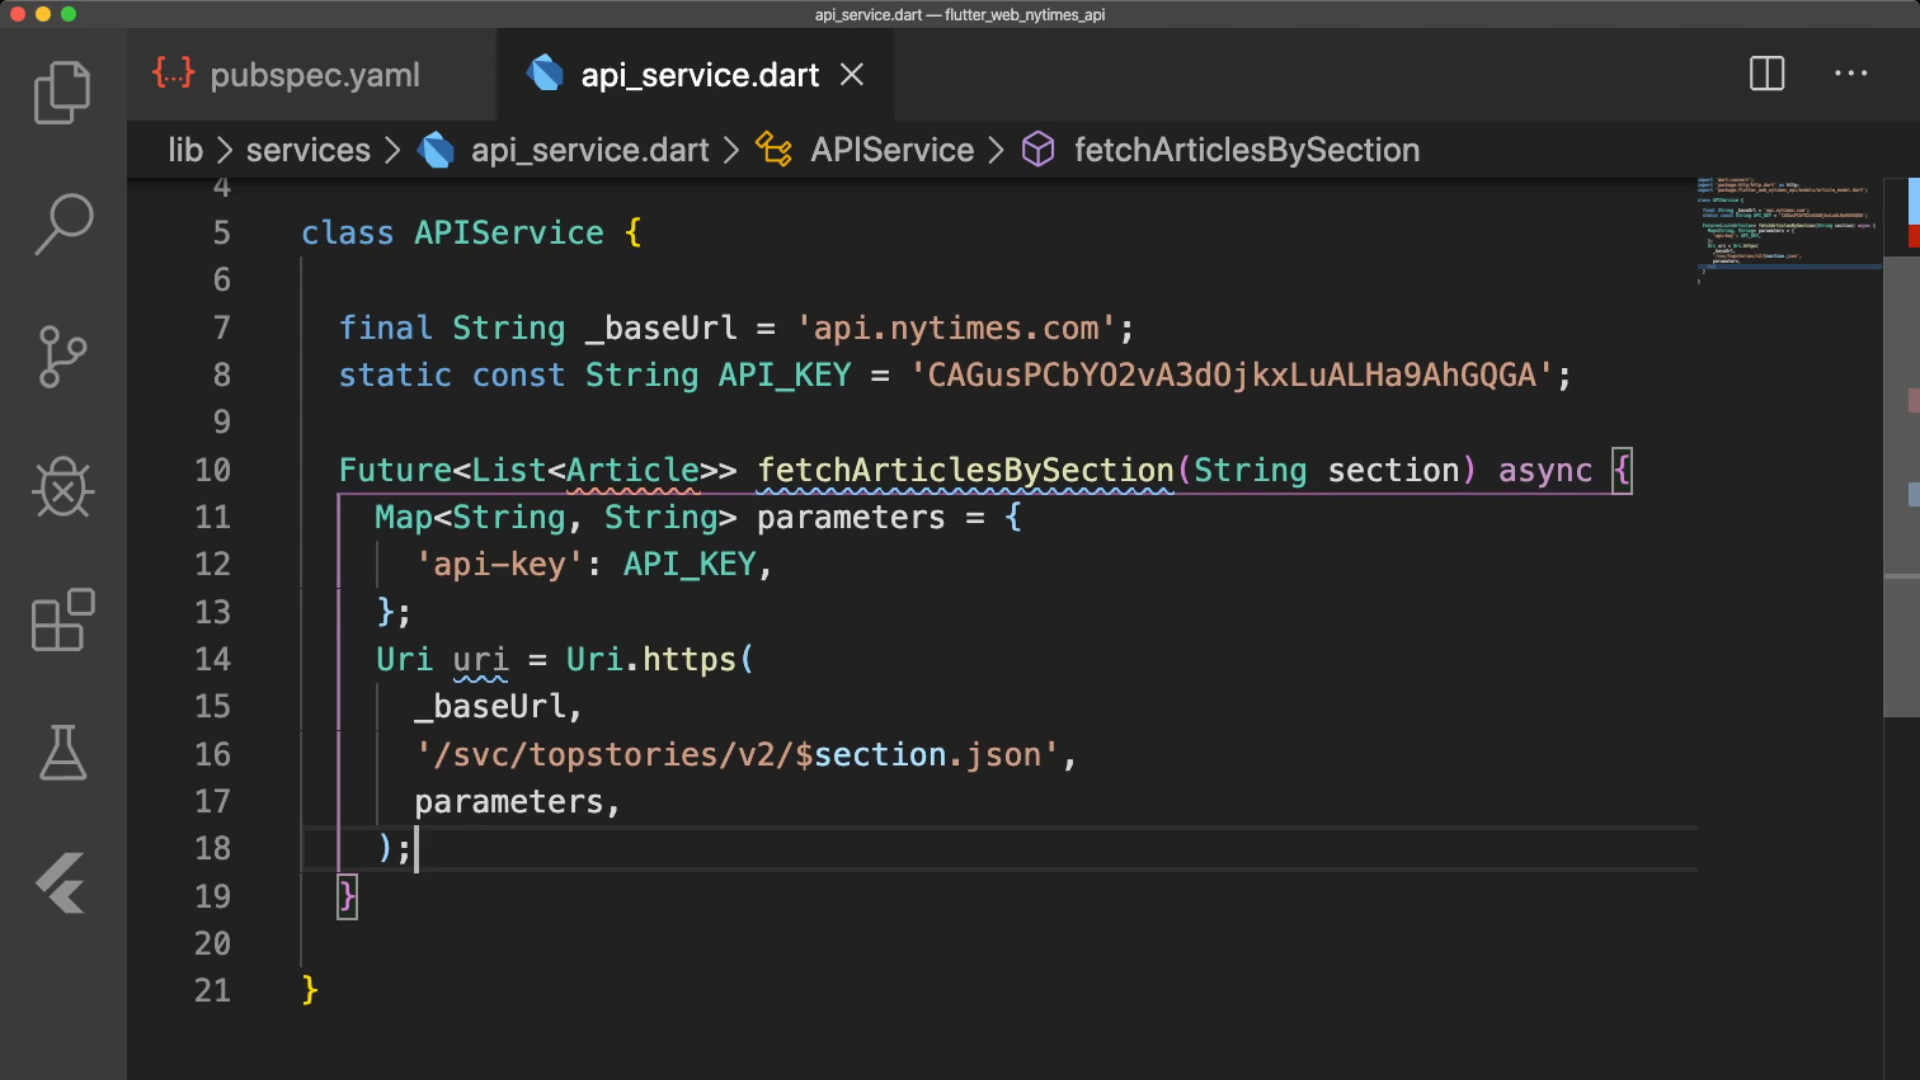 api_service.dart — flutter_web_nytimes_api
{...} pubspec.yaml
api_service.dart
lib > services > api_service.dart > APIService > fetchArticlesBySection
4
5 class APIService {
6
7 final String _baseUrl = 'api.nytimes.com';
8 static const String API_KEY = 'CAGusPCbYO2vA3dOjkxLuALHa9AhGQGA';
9
10 Future<List<Article>> fetchArticlesBySection(String section) async {
11 Map<String, String> parameters = {
12 'api-key': API_KEY,
13 };
14 Uri uri = Uri.https(
15 _baseUrl,
16 '/svc/topstories/v2/$section.json',
17 parameters,
18 );
19 }
20
21 }